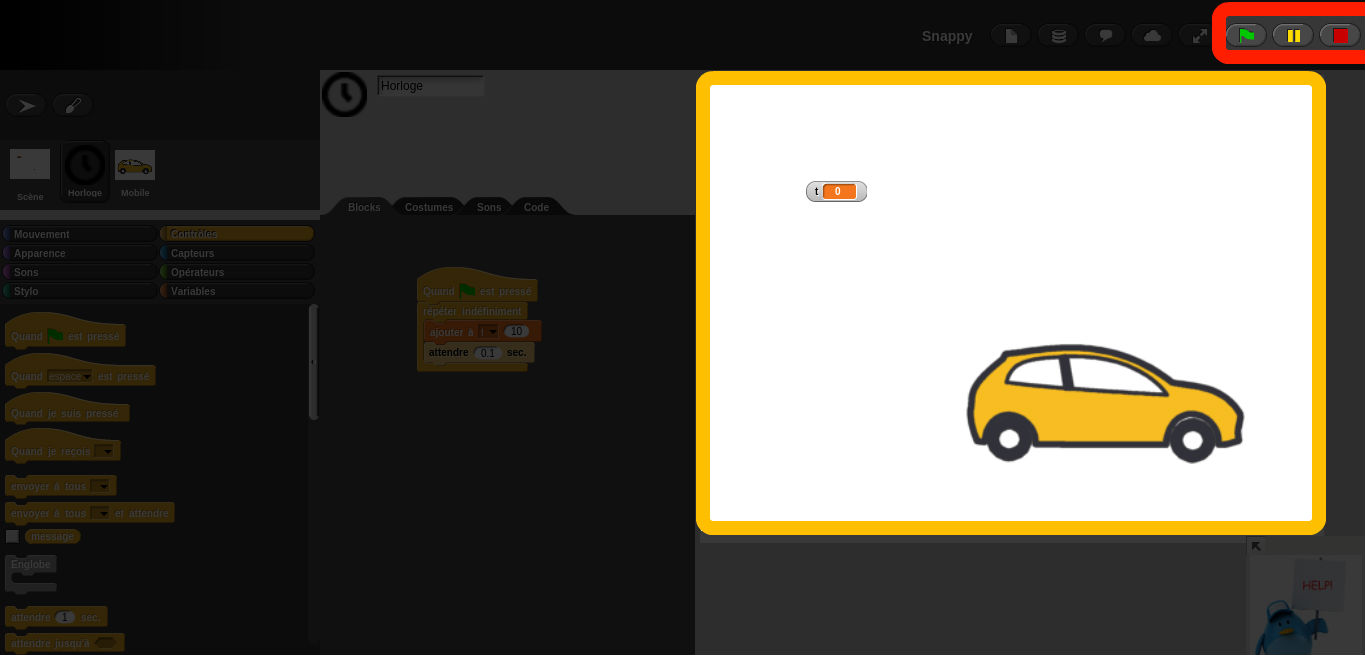 Snappy
Horloge
Scène
Horloge
Mobile
Blocks
Costumes
Sons
Code
Mouvement
Contrôles
Apparence
Capteurs
Sons
Opérateurs
Stylo
Variables
Quand est pressé
Quand espace est pressé
Quand je suis pressé
Quand je reçois
envoyer à tous
envoyer à tous et attendre
message
Englobe
attendre 1 sec.
attendre jusqu'à
Quand est pressé
répéter indéfiniment
ajouter à t 10
attendre 0.1 sec.
t 0
HELP!